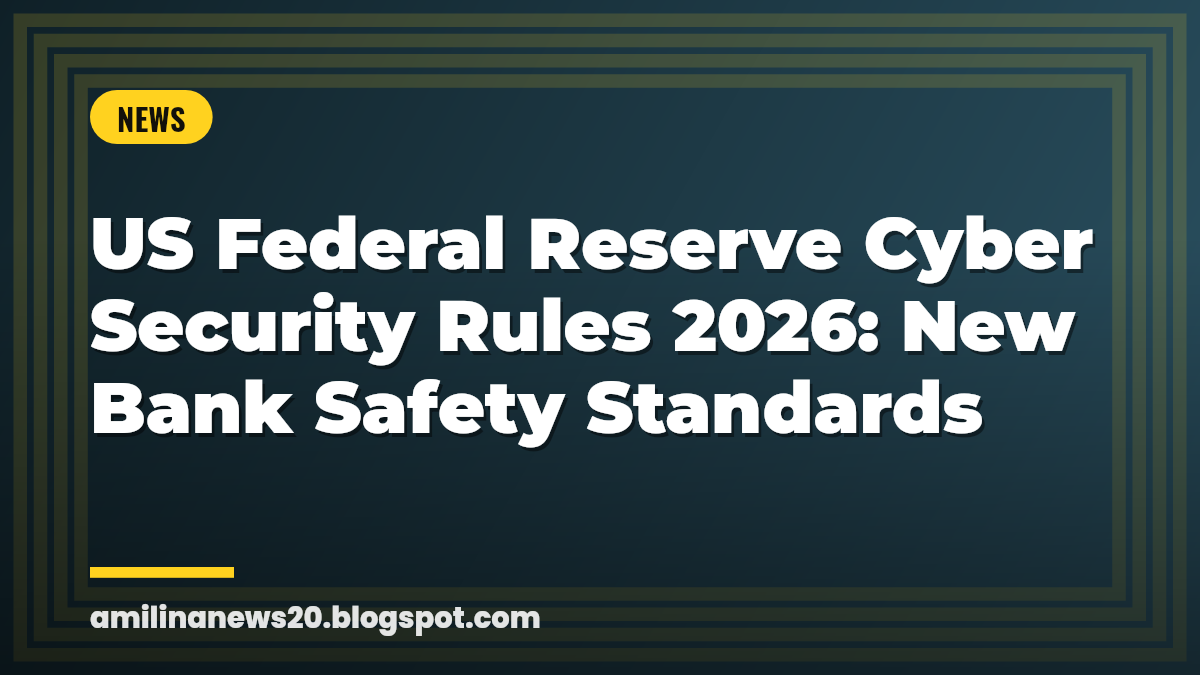 NEWS
US Federal Reserve Cyber
Security Rules 2026: New
Bank Safety Standards
amilinanews20.blogspot.com